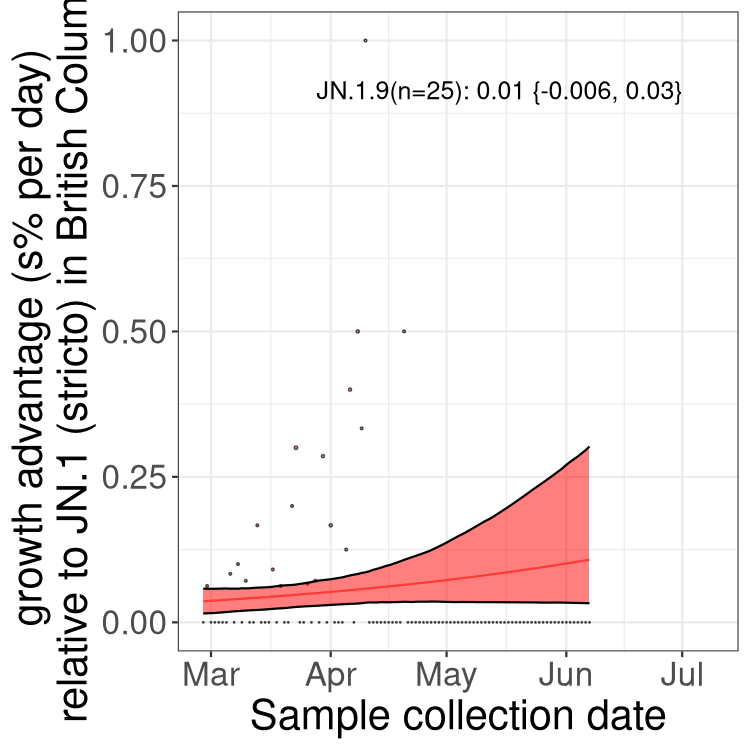 growth advantage (s% per day)
relative to JN.1 (stricto) in British Colum
1.00
0.75
0.50
0.25
0.00
JN.1.9(n=25): 0.01 {-0.006, 0.03}
Mar Apr May Jun Jul
Sample collection date